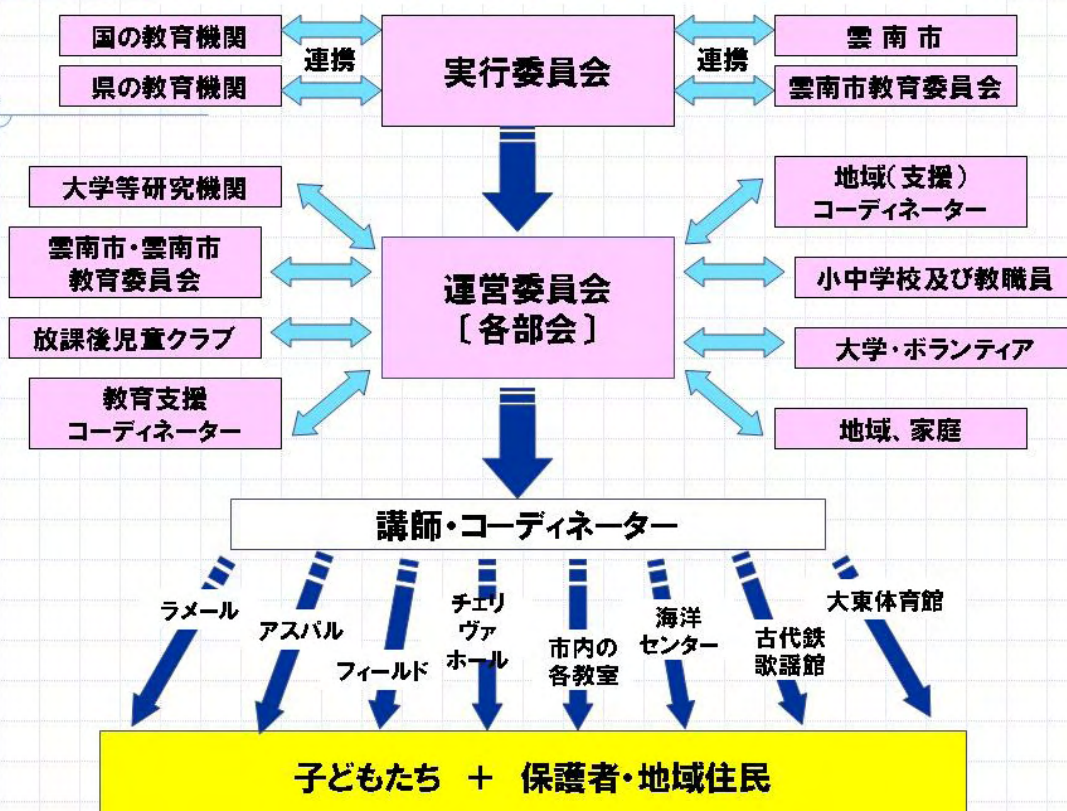 国の教育機関
連携
県の教育機関
実行委員会
雲南市
連携
雲南市教育委員会
大学等研究機関
雲南市・雲南市
教育委員会
放課後児童クラブ
教育支援
コーディネーター
運営委員会
[各部会]
地域(支援)
コーディネーター
小中学校及び教職員
大学・ボランティア
地域、家庭
講師・コーディネーター
ラメール
アスパル
フィールド
チェリ
ヴァ
ホール
市内の
各教室
海洋
センター
古代鉄
歌謡館
大東体育館
子どもたち + 保護者・地域住民